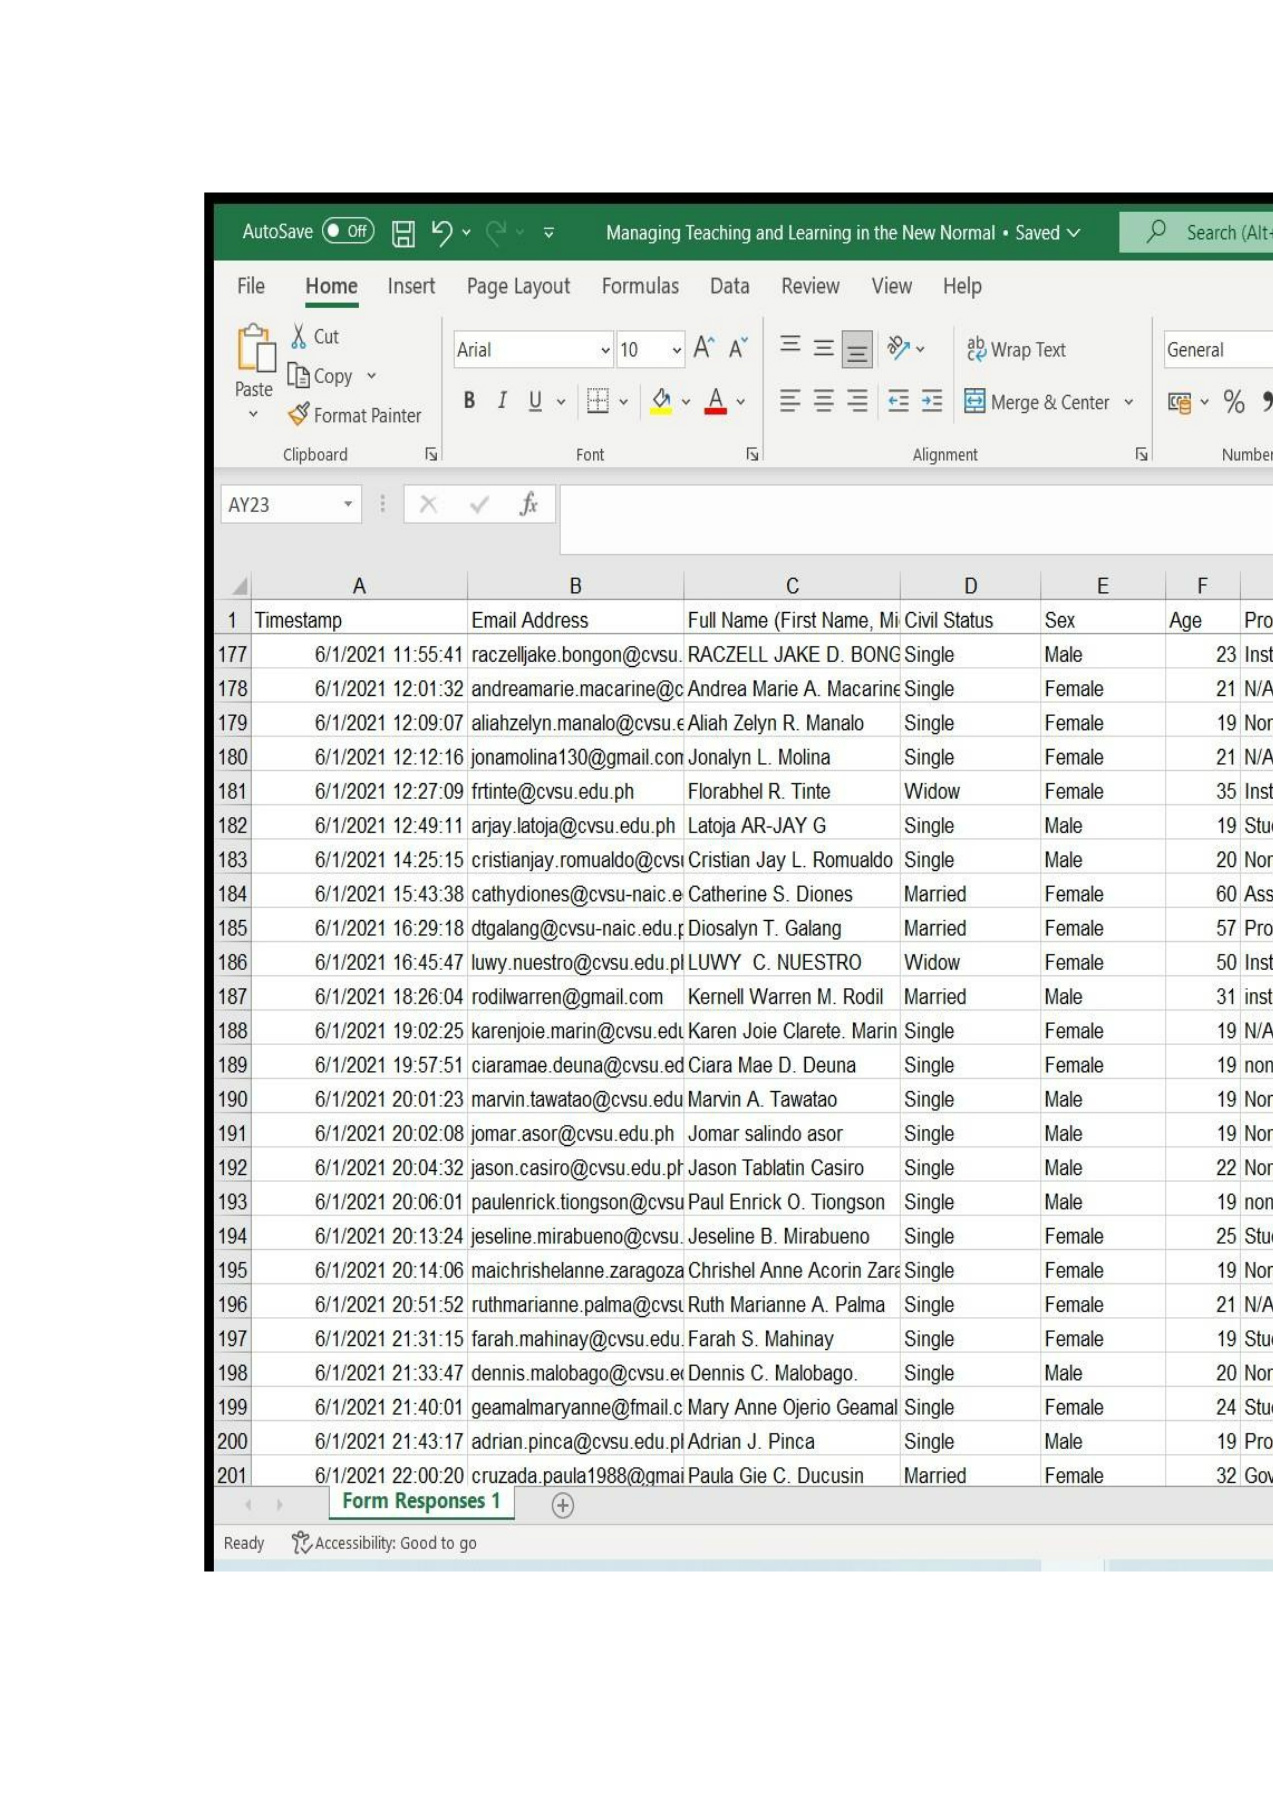 AutoSave Off Managing Teaching and Learning in the New Normal • Saved Search (Alt+
File Home Insert Page Layout Formulas Data Review View Help
Cut
Copy
Paste
Format Painter
Arial 10 A^ A˅ ab Wrap Text General
B I U A Merge & Center %
Clipboard Font Alignment Number
AY23 fx
A B C D E F
1 Timestamp Email Address Full Name (First Name, Mi Civil Status Sex Age Pro
177 6/1/2021 11:55:41 raczelljake.bongon@cvsu. RACZELL JAKE D. BONG Single Male 23 Inst
178 6/1/2021 12:01:32 andreamarie.macarine@c Andrea Marie A. Macarine Single Female 21 N/A
179 6/1/2021 12:09:07 aliahzelyn.manalo@cvsu.e Aliah Zelyn R. Manalo Single Female 19 Non
180 6/1/2021 12:12:16 jonamolina130@gmail.com Jonalyn L. Molina Single Female 21 N/A
181 6/1/2021 12:27:09 frtinte@cvsu.edu.ph Florabhel R. Tinte Widow Female 35 Inst
182 6/1/2021 12:49:11 arjay.latoja@cvsu.edu.ph Latoja AR-JAY G Single Male 19 Stu
183 6/1/2021 14:25:15 cristianjay.romualdo@cvs Cristian Jay L. Romualdo Single Male 20 Non
184 6/1/2021 15:43:38 cathydiones@cvsu-naic.e Catherine S. Diones Married Female 60 Ass
185 6/1/2021 16:29:18 dtgalang@cvsu-naic.edu.p Diosalyn T. Galang Married Female 57 Pro
186 6/1/2021 16:45:47 luwy.nuestro@cvsu.edu.p LUWY C. NUESTRO Widow Female 50 Inst
187 6/1/2021 18:26:04 rodilwarren@gmail.com Kernell Warren M. Rodil Married Male 31 inst
188 6/1/2021 19:02:25 karenjoie.marin@cvsu.edu Karen Joie Clarete. Marin Single Female 19 N/A
189 6/1/2021 19:57:51 ciaramae.deuna@cvsu.ed Ciara Mae D. Deuna Single Female 19 non
190 6/1/2021 20:01:23 marvin.tawatao@cvsu.edu Marvin A. Tawatao Single Male 19 Non
191 6/1/2021 20:02:08 jomar.asor@cvsu.edu.ph Jomar salindo asor Single Male 19 Non
192 6/1/2021 20:04:32 jason.casiro@cvsu.edu.ph Jason Tablatin Casiro Single Male 22 Non
193 6/1/2021 20:06:01 paulenrick.tiongson@cvsu Paul Enrick O. Tiongson Single Male 19 non
194 6/1/2021 20:13:24 jeseline.mirabueno@cvsu. Jeseline B. Mirabueno Single Female 25 Stu
195 6/1/2021 20:14:06 maichrishelanne.zaragoza Chrishel Anne Acorin Zara Single Female 19 Non
196 6/1/2021 20:51:52 ruthmarianne.palma@cvsu Ruth Marianne A. Palma Single Female 21 N/A
197 6/1/2021 21:31:15 farah.mahinay@cvsu.edu. Farah S. Mahinay Single Female 19 Stu
198 6/1/2021 21:33:47 dennis.malobago@cvsu.e Dennis C. Malobago. Single Male 20 Non
199 6/1/2021 21:40:01 geamalmaryanne@fmail.c Mary Anne Ojerio Geamal Single Female 24 Stu
200 6/1/2021 21:43:17 adrian.pinca@cvsu.edu.p Adrian J. Pinca Single Male 19 Pro
201 6/1/2021 22:00:20 cruzada.paula1988@gmai Paula Gie C. Ducusin Married Female 32 Gov
Form Responses 1
Ready Accessibility: Good to go